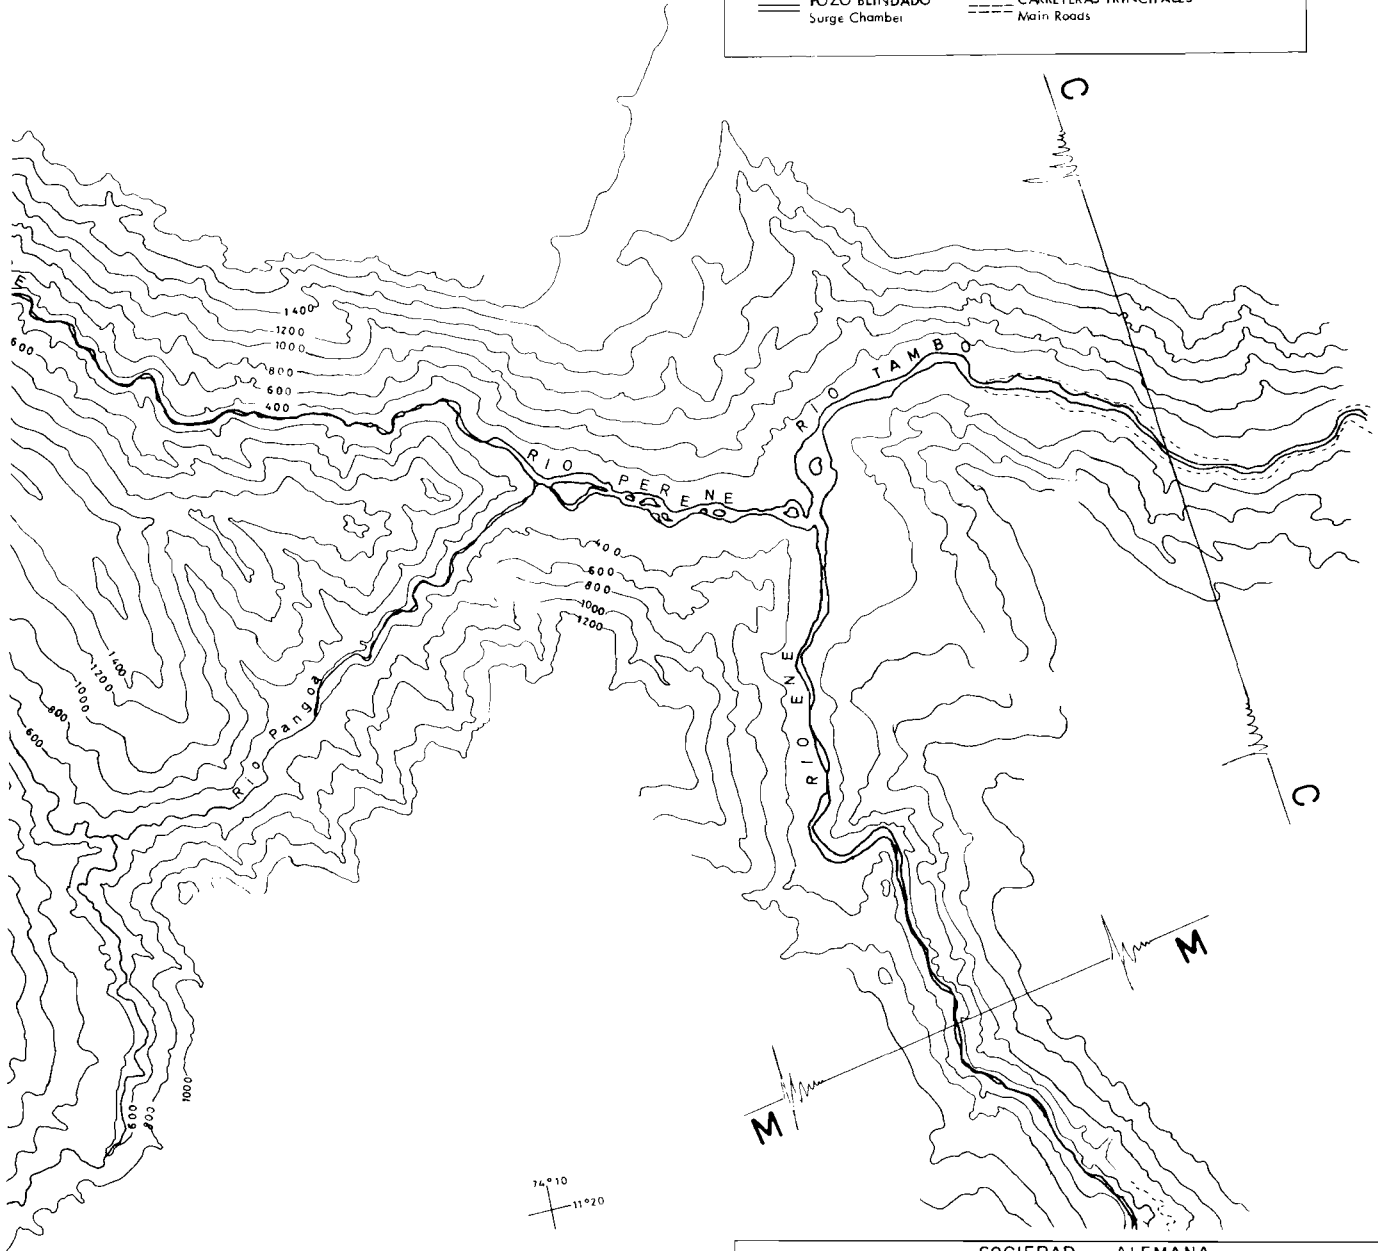 POZO BLINDADO
Surge Chamber
CARRETERAS PRINCIPALES
Main Roads
C
E
1400
1200
1000
800
600
400
600
RIO TAMBO
RIO PERENE
400
600
800
1000
1200
RIO ENE
1400
1200
1000
800
600
Río Pangoa
C
M
M
1000
800
600
74°10
11°20
SOCIEDAD ALEMANA